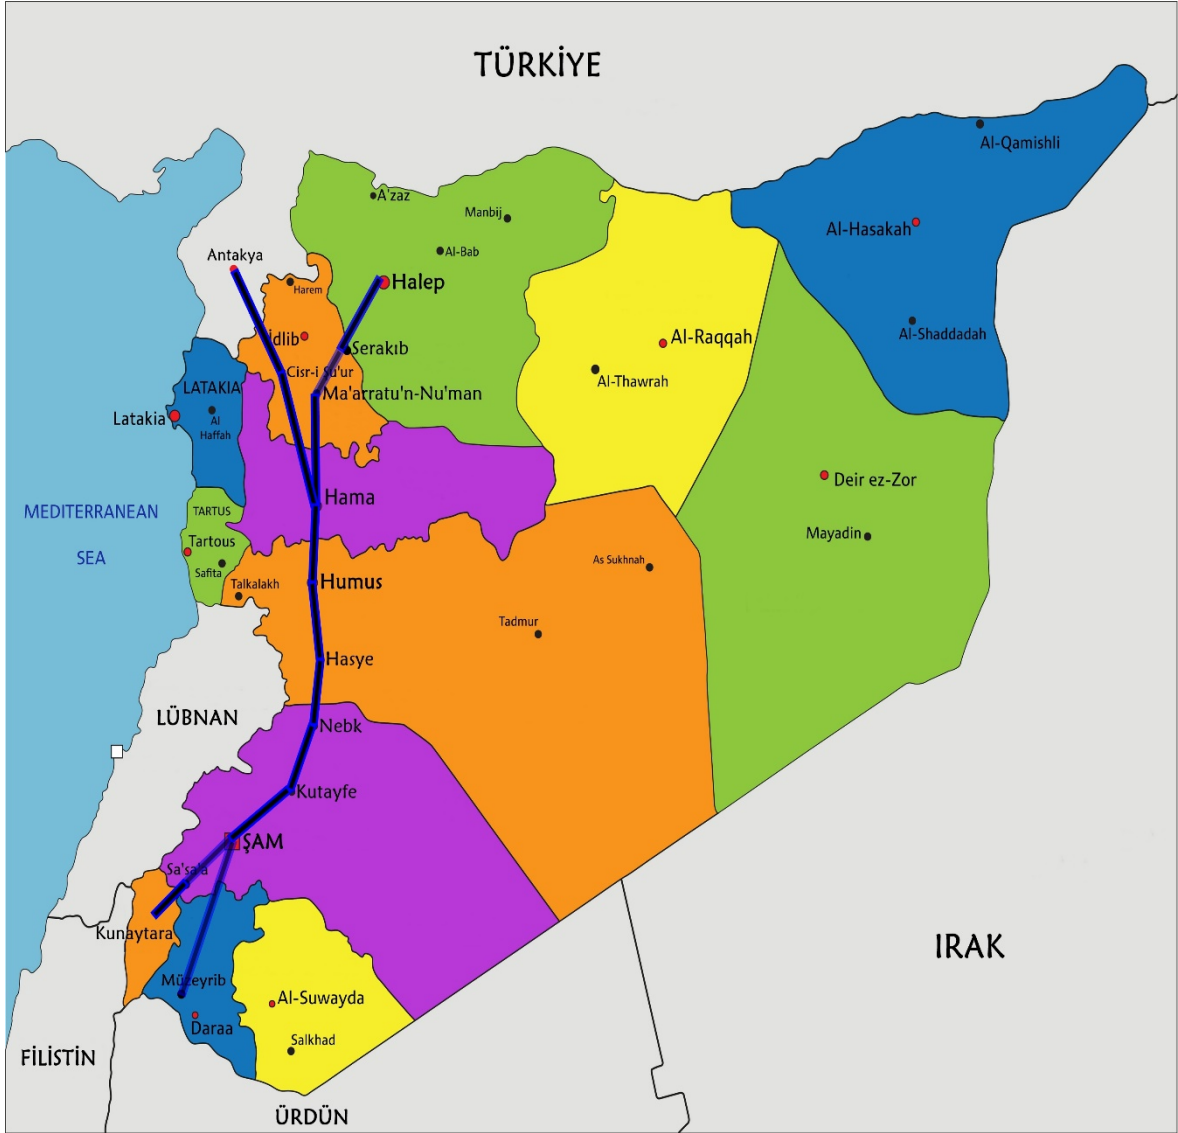 TÜRKİYE
Al-Qamishli
A'zaz
Manbij
Al-Hasakah
Antakya
Al-Bab
Harem
Halep
Al-Shaddadah
İdlib
Serakıb
Al-Raqqah
Cisr-i Şu'ur
Al-Thawrah
LATAKIA
Ma'arratu'n-Nu'man
Latakia
Al
Haffah
Deir ez-Zor
Hama
MEDITERRANEAN
SEA
TARTUS
Tartous
Mayadin
Safita
As Sukhnah
Talkalakh
Humus
Tadmur
Hasye
LÜBNAN
Nebk
Kutayfe
ŞAM
Sa'sa'a
Kunaytara
IRAK
Müzeyrib
Al-Suwayda
Daraa
Salkhad
FİLİSTİN
ÜRDÜN